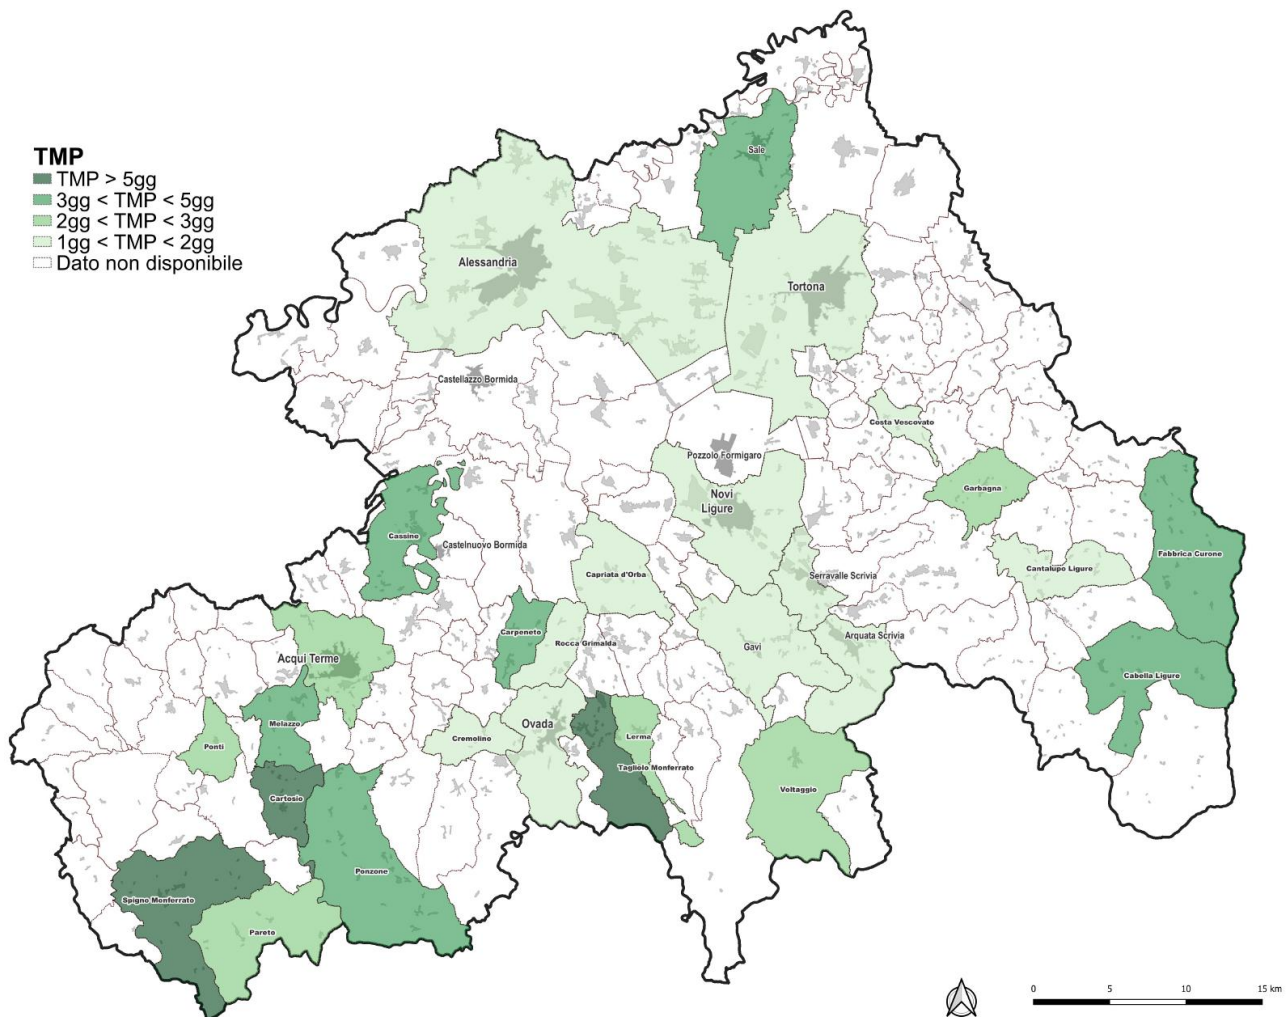 TMP
TMP > 5gg
3gg < TMP < 5gg
2gg < TMP < 3gg
1gg < TMP < 2gg
Dato non disponibile
Sale
Alessandria
Tortona
Castellazzo Bormida
Costa Vescovato
Pozzolo Formigaro
Garbagna
Novi
Ligure
Cassine
Castelnuovo Bormida
Fabbrica Curone
Cantalupo Ligure
Capriata d'Orba
Serravalle Scrivia
Carpeneto
Rocca Grimalda
Arquata Scrivia
Gavi
Acqui Terme
Cabella Ligure
Melazzo
Ovada
Cremolino
Lerma
Ponti
Tagliolo Monferrato
Voltaggio
Cartosio
Ponzone
Spigno Monferrato
Pareto
0 5 10 15 km